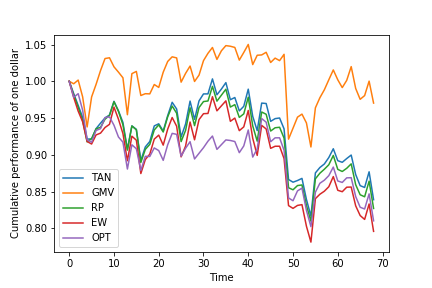 Cumulative performance of one dollar
1.05
1.00
0.95
0.90
0.85
0.80
TAN
GMV
RP
EW
OPT
0 10 20 30 40 50 60 70
Time